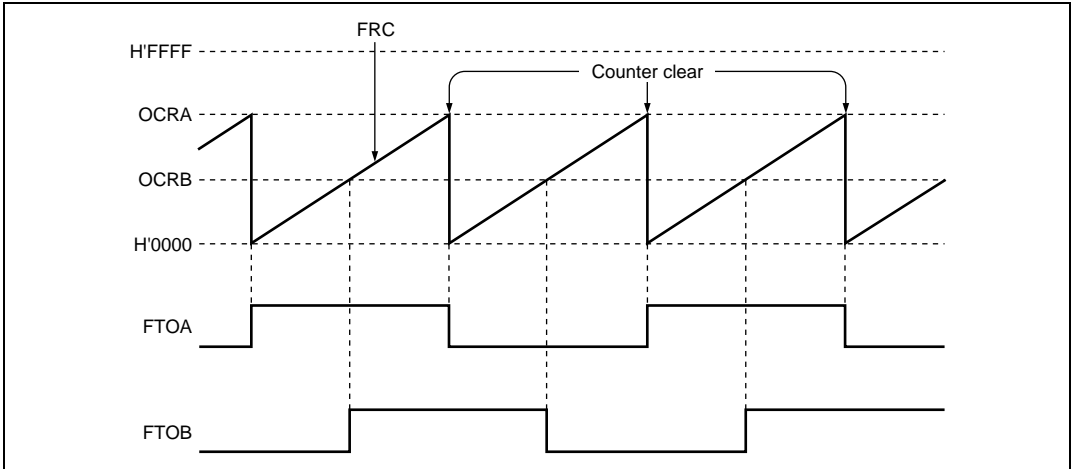 FRC
H'FFFF
Counter clear
OCRA
OCRB
H'0000
FTOA
FTOB